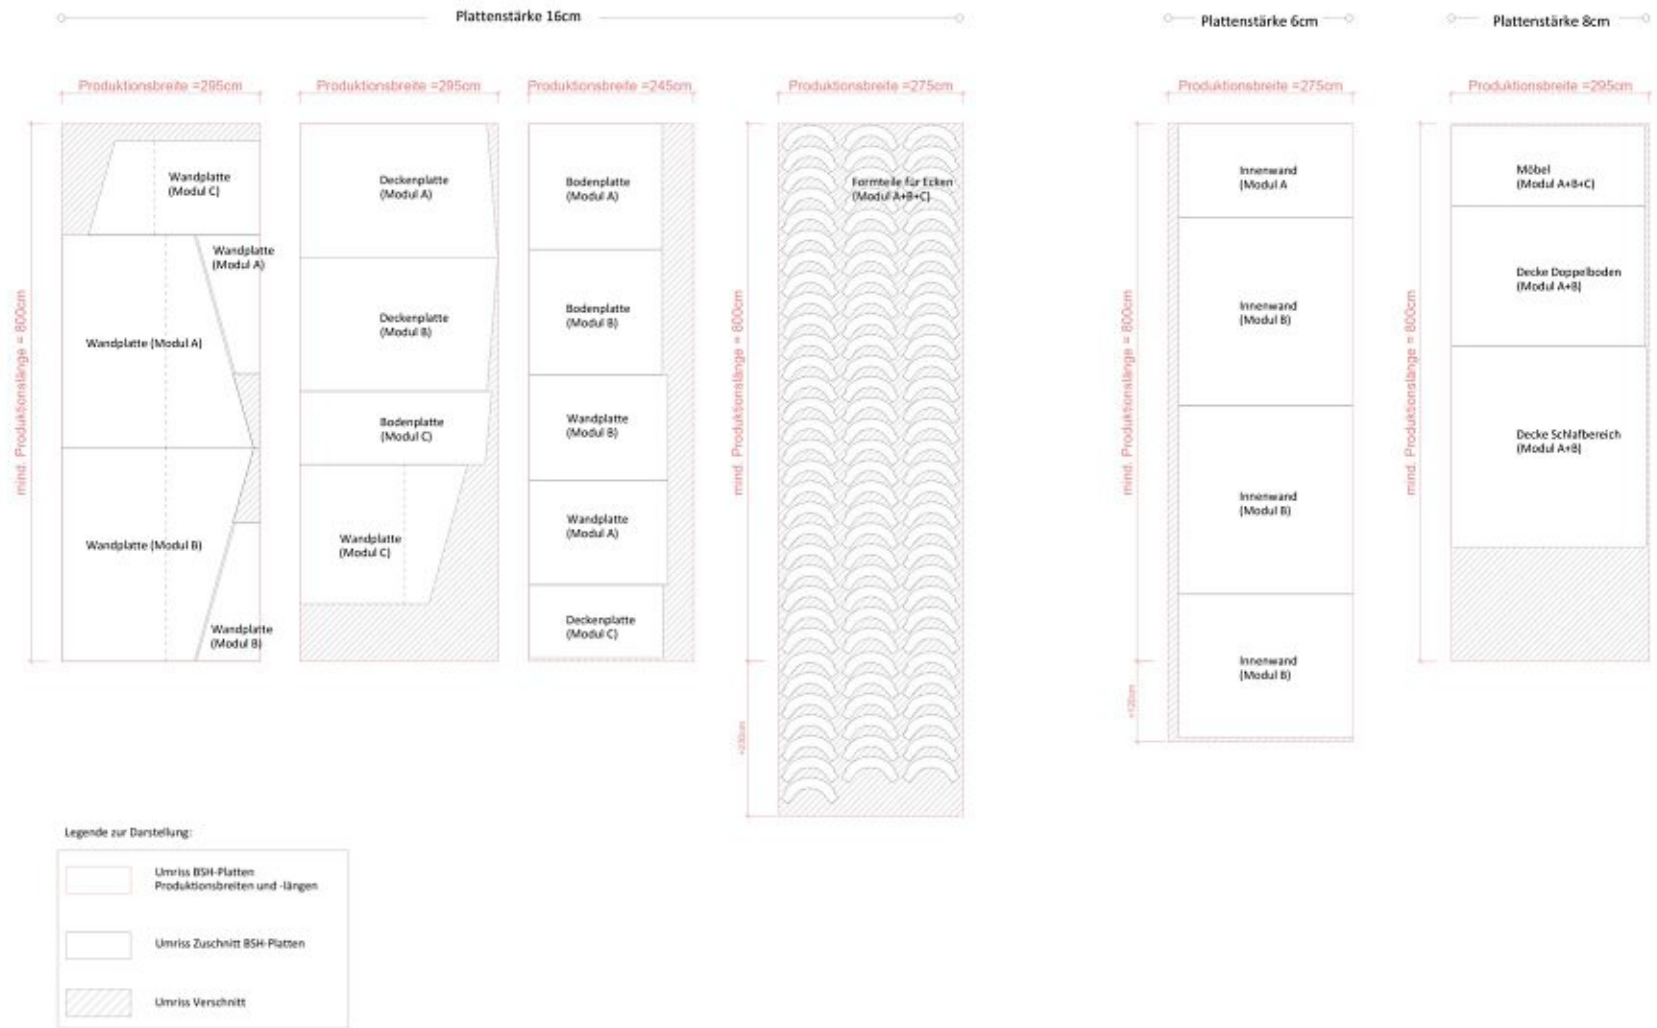 Plattenstärke 16cm
Plattenstärke 6cm
Plattenstärke 8cm
Produktionsbreite =295cm
Produktionsbreite =295cm
Produktionsbreite =245cm
Produktionsbreite =275cm
Produktionsbreite =275cm
Produktionsbreite =295cm
mind. Produktionslänge = 800cm
Wandplatte
(Modul C)
Wandplatte
(Modul A)
Wandplatte (Modul A)
Wandplatte (Modul B)
Wandplatte
(Modul B)
Deckenplatte
(Modul A)
Deckenplatte
(Modul B)
Bodenplatte
(Modul C)
Wandplatte
(Modul C)
Bodenplatte
(Modul A)
Bodenplatte
(Modul B)
Wandplatte
(Modul B)
Wandplatte
(Modul A)
Deckenplatte
(Modul C)
mind. Produktionslänge = 800cm
+230cm
Formteile für Ecken
(Modul A+B+C)
mind. Produktionslänge = 800cm
+120cm
Innenwand
(Modul A
Innenwand
(Modul B)
Innenwand
(Modul B)
Innenwand
(Modul B)
mind. Produktionslänge = 800cm
Möbel
(Modul A+B+C)
Decke Doppelboden
(Modul A+B)
Decke Schlafbereich
(Modul A+B)
Legende zur Darstellung:
Umriss BSH-Platten
Produktionsbreiten und -längen
Umriss Zuschnitt BSH-Platten
Umriss Verschnitt